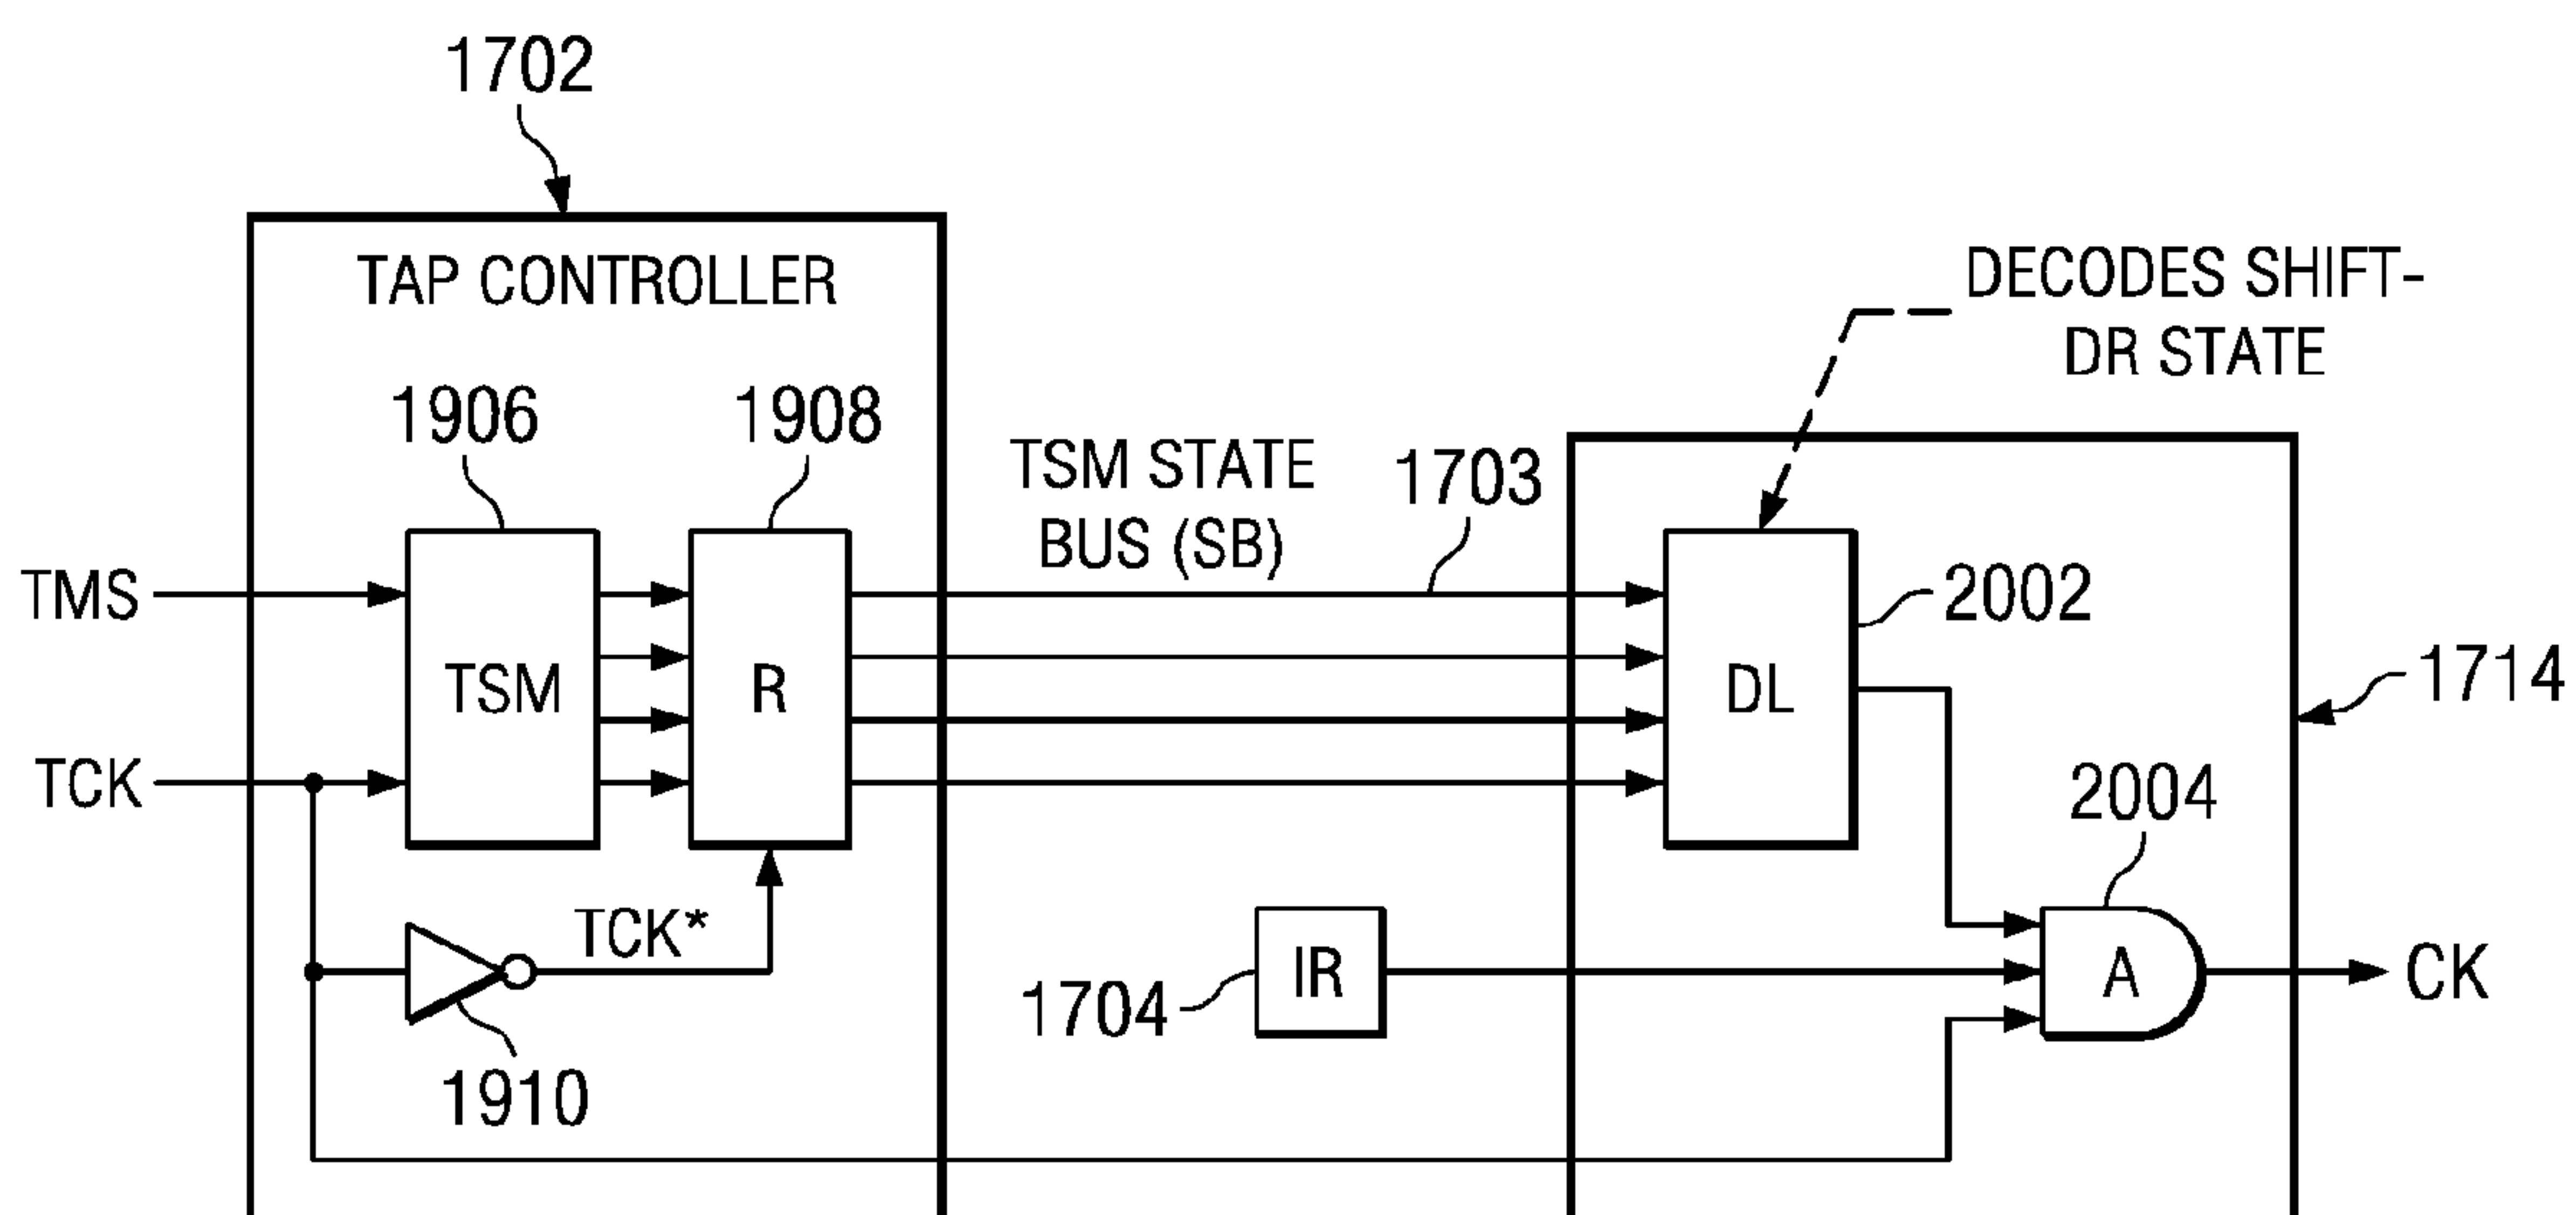 1702
TAP CONTROLLER
DECODES SHIFT-
DR STATE
1906
1908
TSM STATE
BUS (SB)
1703
TMS
TSM
R
DL
2002
1714
TCK
2004
TCK*
1704
IR
A
CK
1910